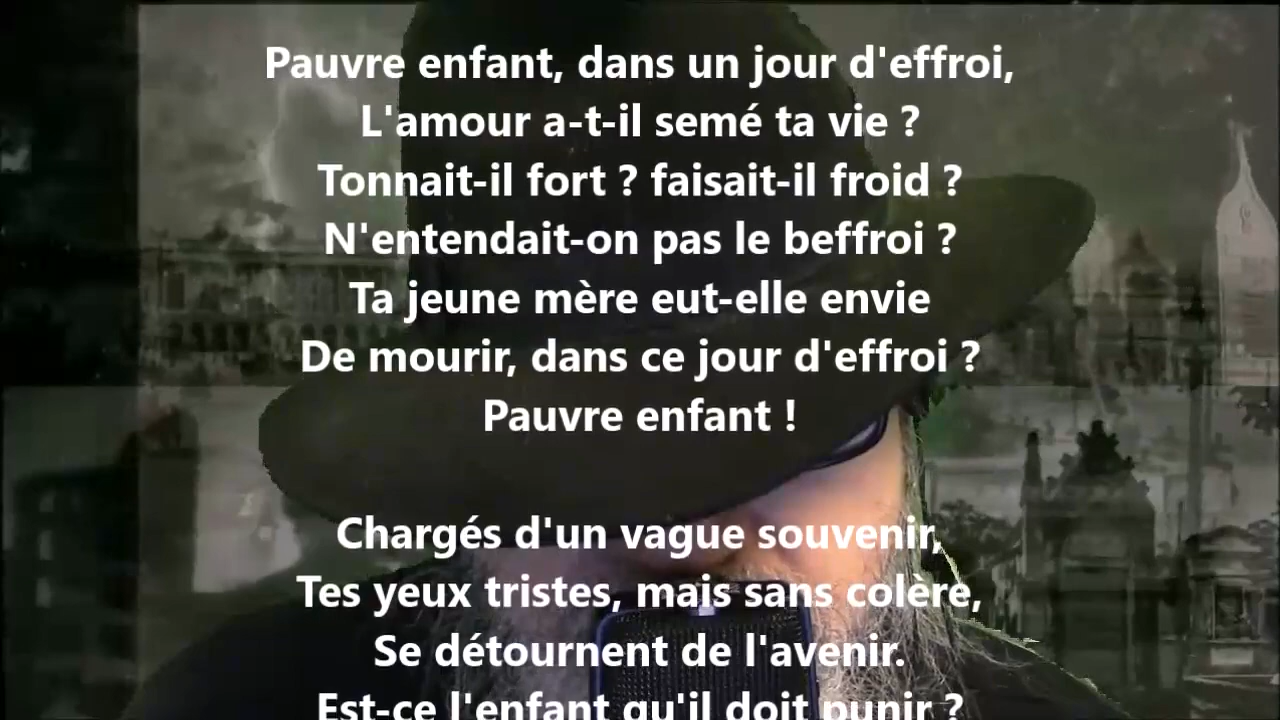 Pauvre enfant, dans un jour d'effroi,
L'amour a-t-il semé ta vie ?
Tonnait-il fort ? faisait-il froid ?
N'entendait-on pas le beffroi ?
Ta jeune mère eut-elle envie
De mourir, dans ce jour d'effroi ?
Pauvre enfant !
Chargés d'un vague souvenir,
Tes yeux tristes, mais sans colère,
Se détournent de l'avenir.
Est-ce l'enfant qu'il doit punir ?